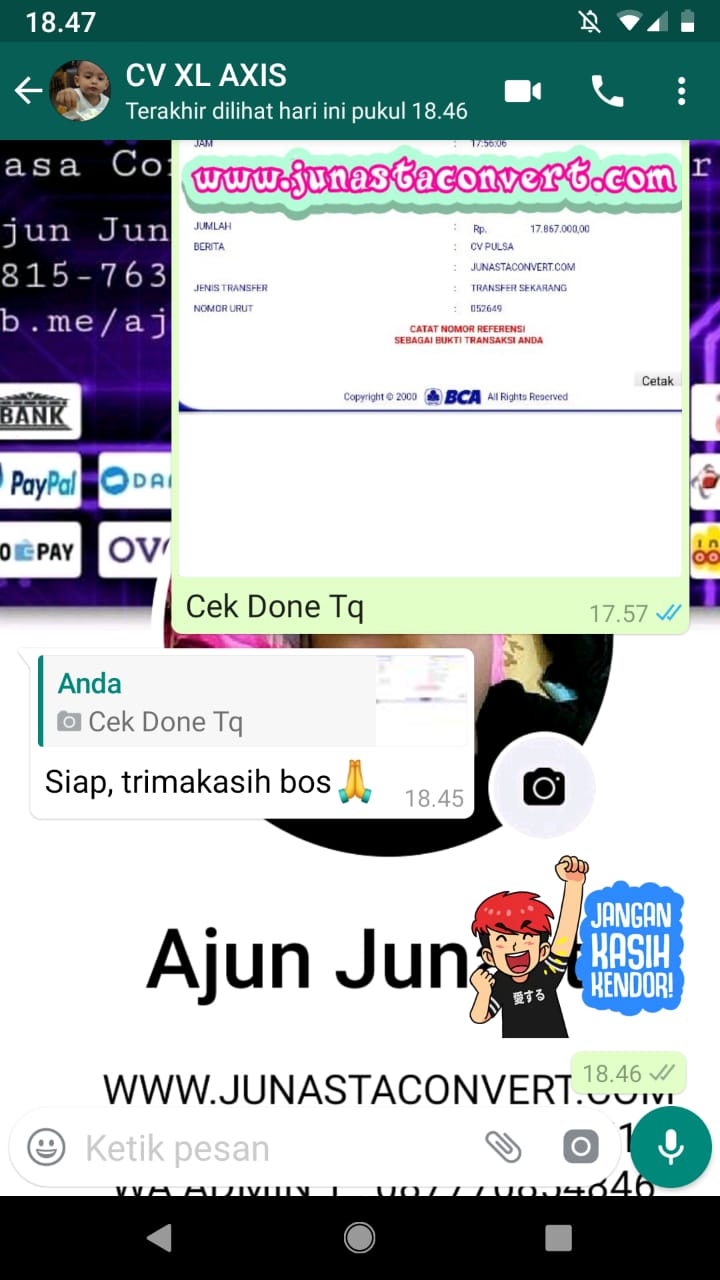 18.47
CV XL AXIS
Terakhir dilihat hari ini pukul 18.46
JAM : 17:56:06
www.junastaconvert.com
JUMLAH : Rp. 17.867.000,00
BERITA : CV PULSA
: JUNASTACONVERT.COM
JENIS TRANSFER : TRANSFER SEKARANG
NOMOR URUT : 052649
CATAT NOMOR REFERENSI
SEBAGAI BUKTI TRANSAKSI ANDA
Cetak
Copyright © 2000 BCA All Rights Reserved
asa Co
jun Jun
815-763
b.me/aj
BANK
PayPal
DA
PAY
OV
Cek Done Tq
17.57
Anda
Cek Done Tq
Siap, trimakasih bos🙏
18.45
Ajun Jun
愛する
JANGAN
KASIH
KENDOR!
18.46
WWW.JUNASTACONVERT.COM
Ketik pesan
WA ADMIN 1 087770854846